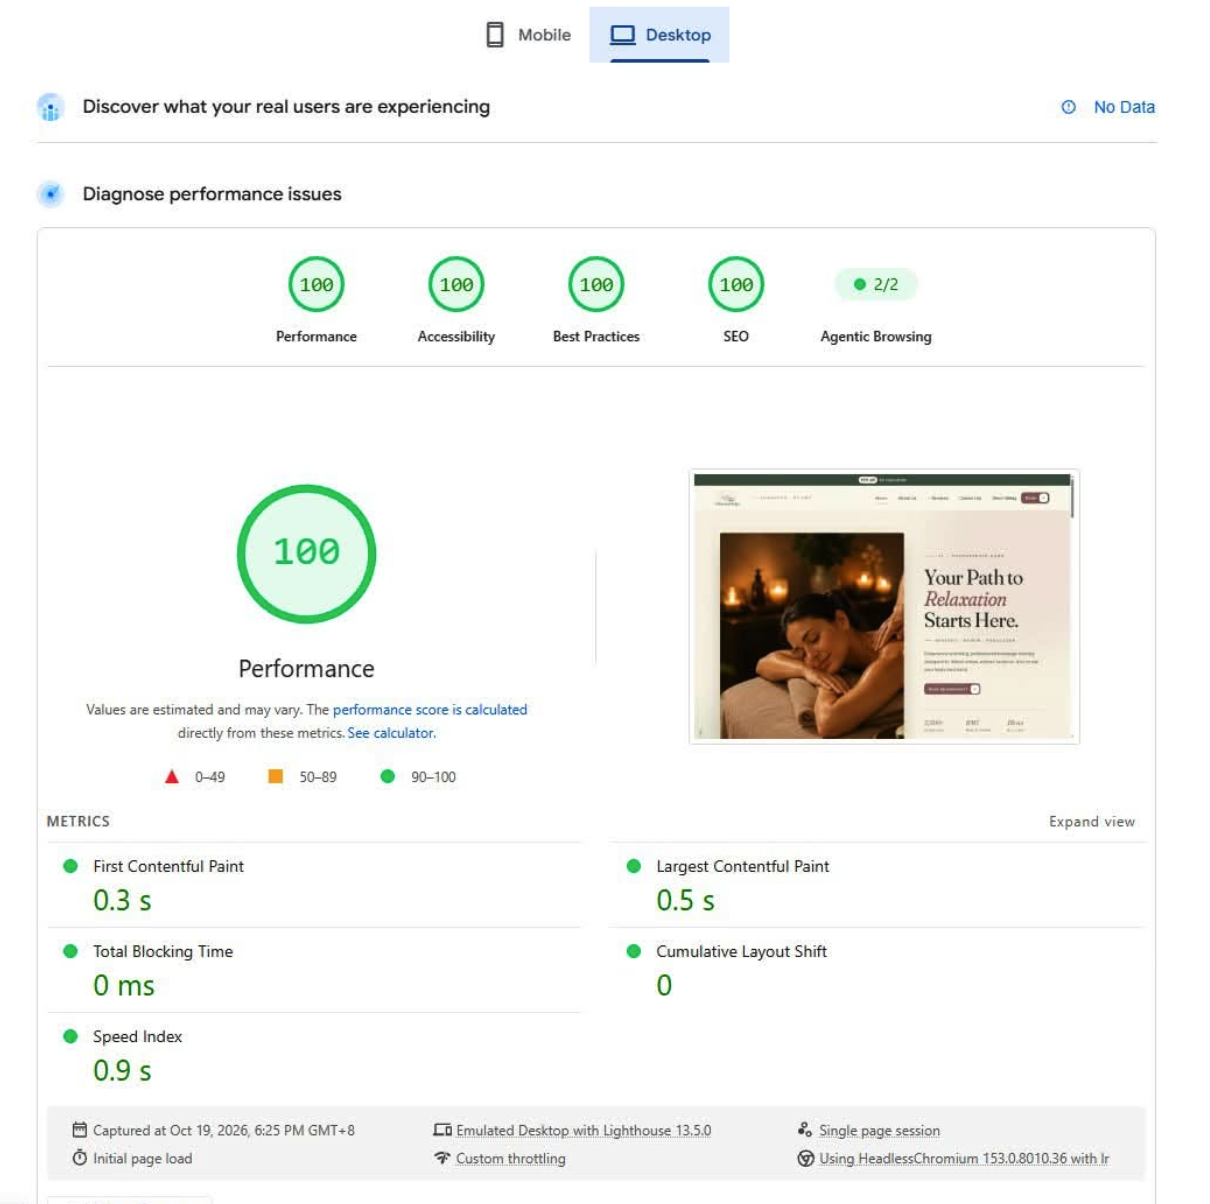 Mobile
Desktop
Discover what your real users are experiencing
No Data
Diagnose performance issues
100
100
100
100
2/2
Performance
Accessibility
Best Practices
SEO
Agentic Browsing
100
Performance
Values are estimated and may vary. The performance score is calculated
directly from these metrics. See calculator.
0–49
50–89
90–100
Your Path to
Relaxation
Starts Here.
METRICS
Expand view
First Contentful Paint
0.3 s
Largest Contentful Paint
0.5 s
Total Blocking Time
0 ms
Cumulative Layout Shift
0
Speed Index
0.9 s
Captured at Oct 19, 2026, 6:25 PM GMT+8
Emulated Desktop with Lighthouse 13.5.0
Single page session
Initial page load
Custom throttling
Using HeadlessChromium 153.0.8010.36 with lr